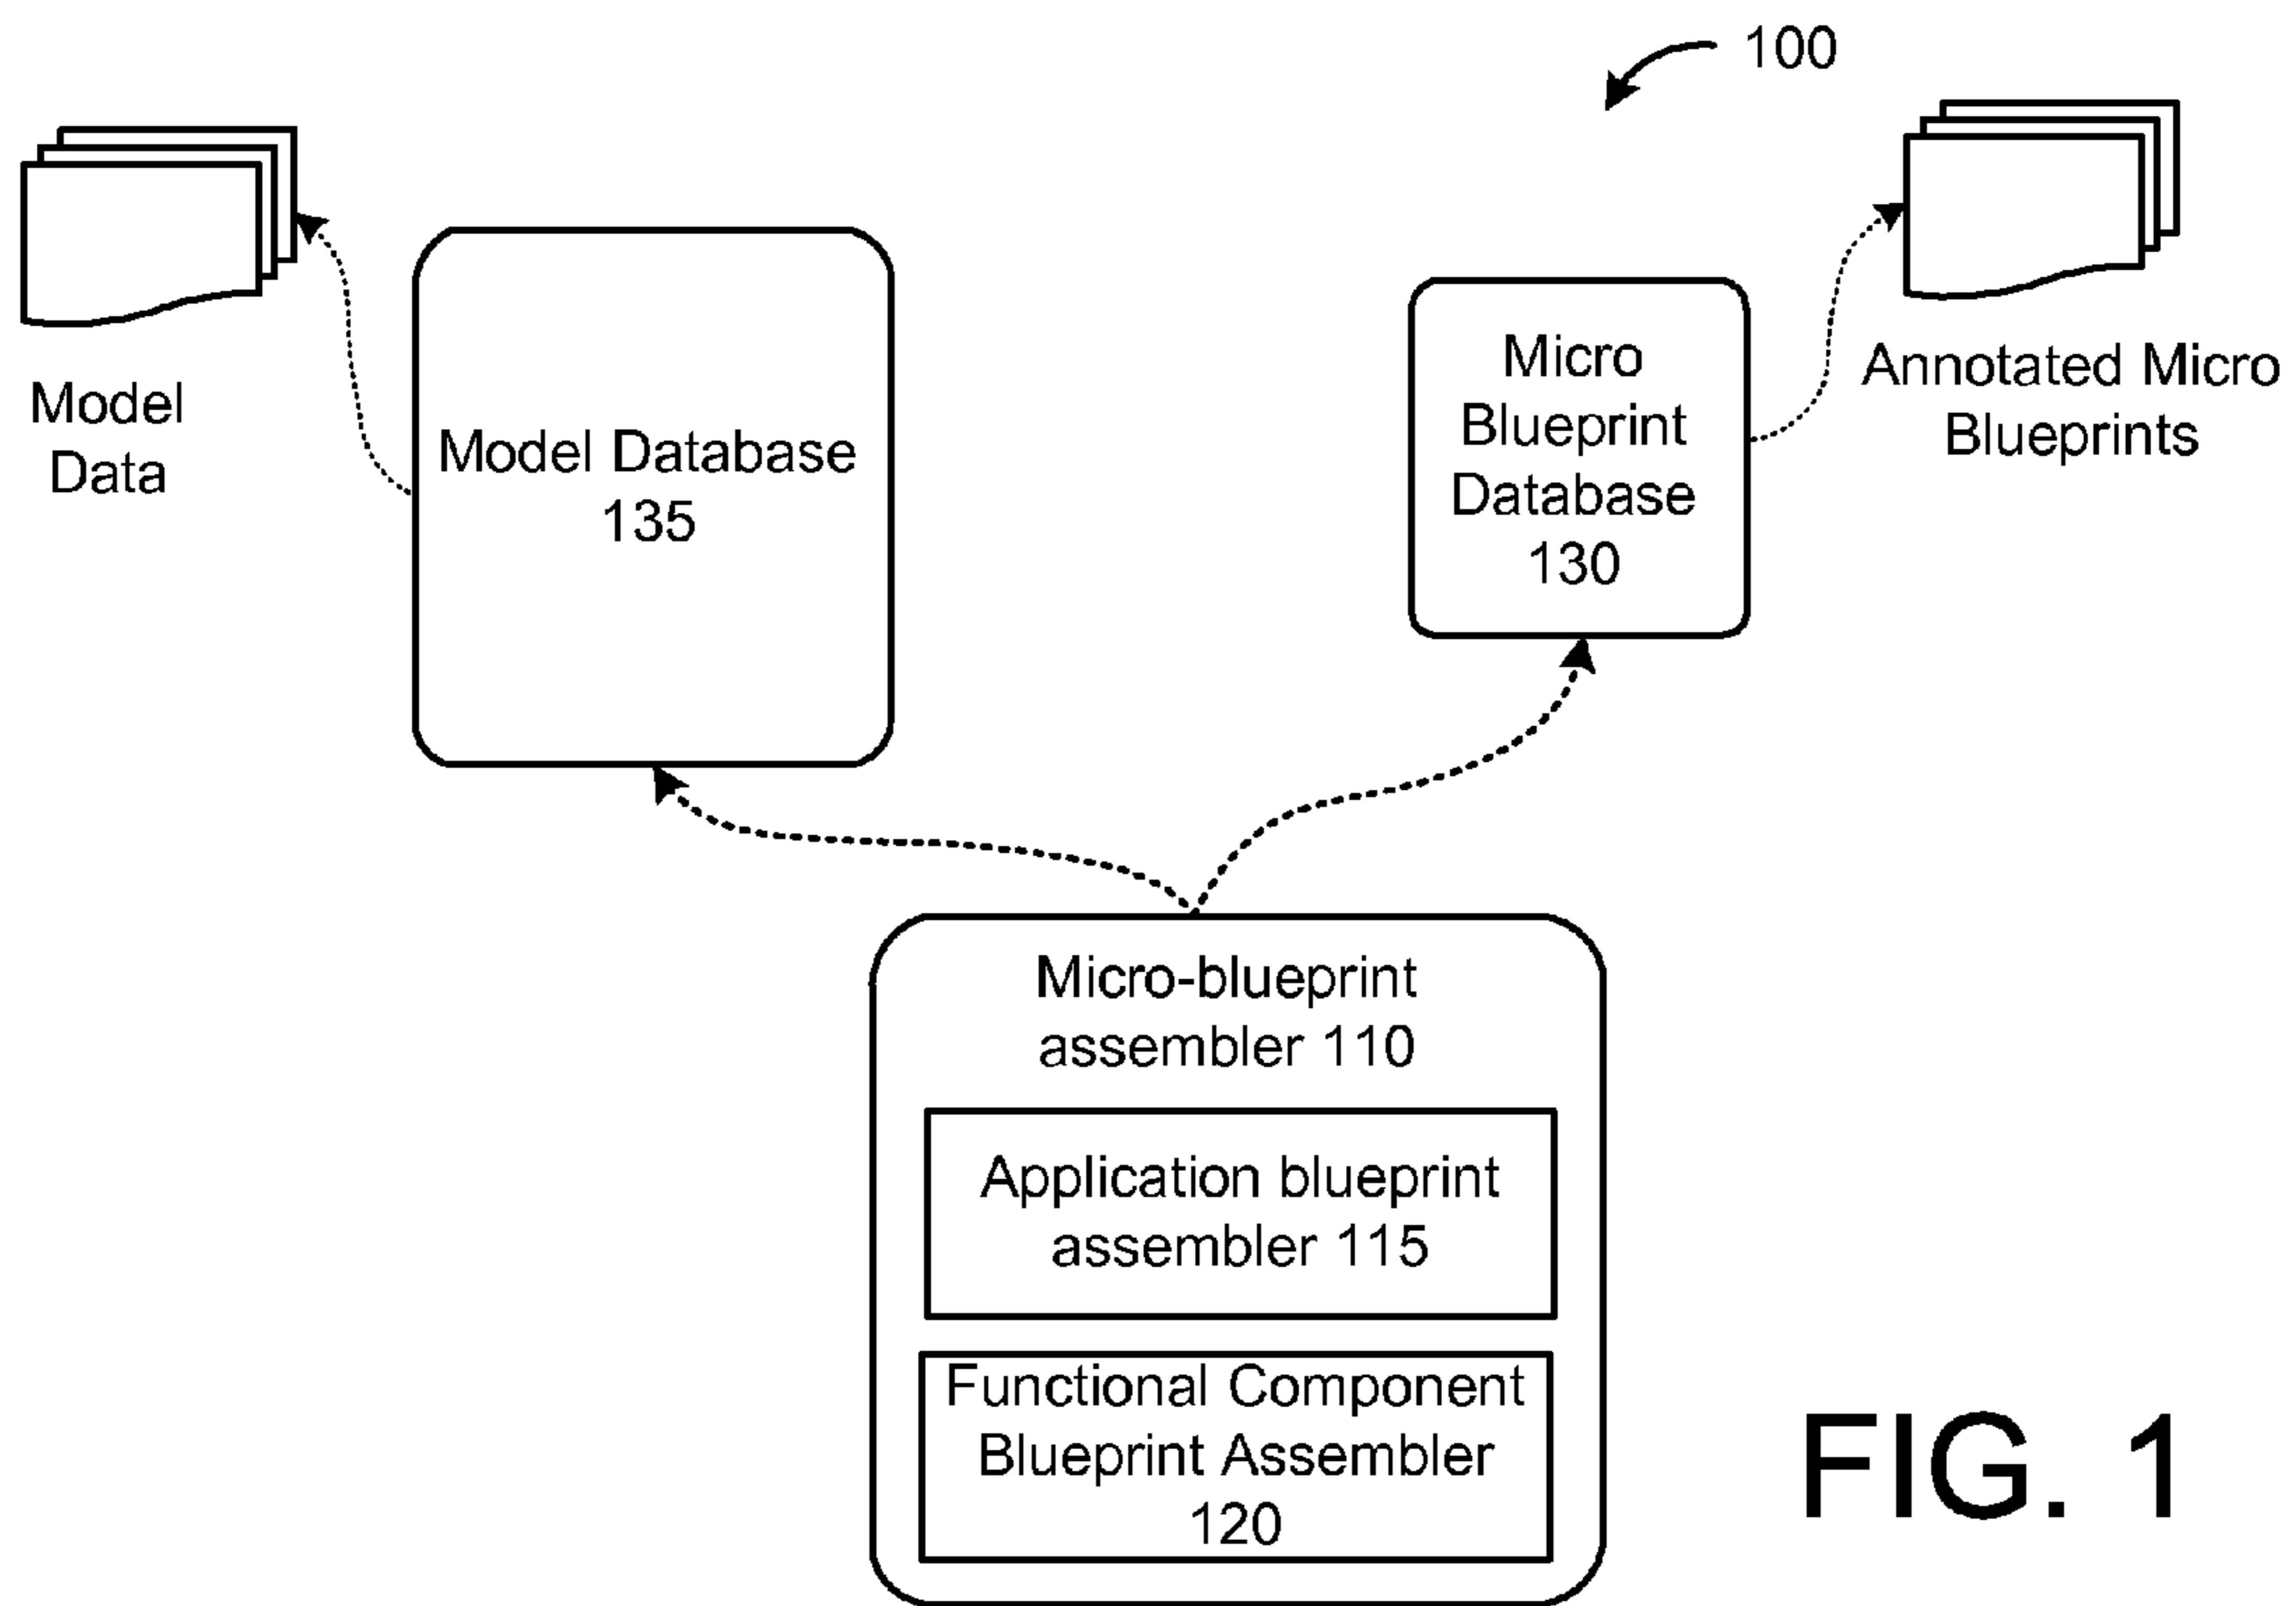 100
Model
Data
Model Database
135
Micro
Blueprint
Database
130
Annotated Micro
Blueprints
Micro-blueprint
assembler 110
Application blueprint
assembler 115
Functional Component
Blueprint Assembler
120
FIG. 1